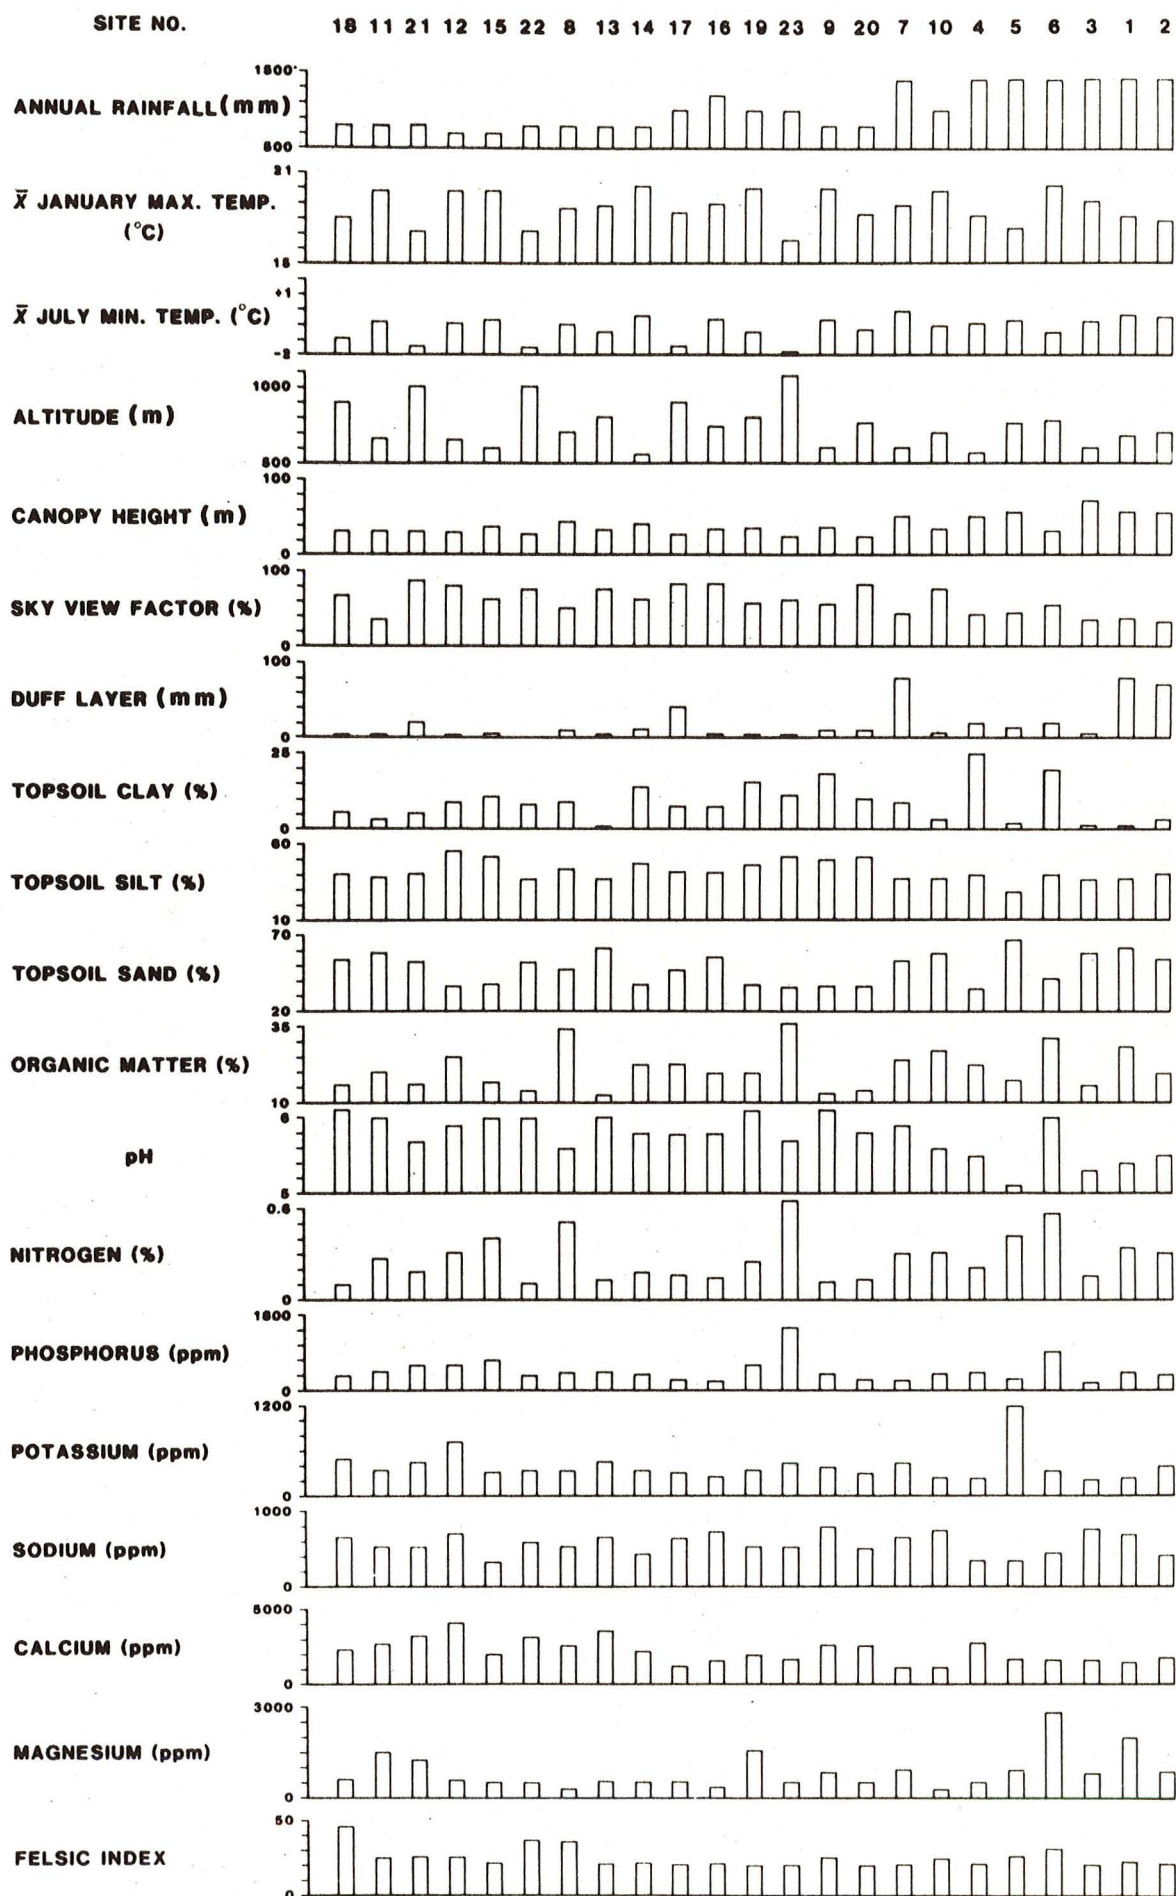 SITE NO. 18 11 21 12 15 22 8 13 14 17 16 19 23 9 20 7 10 4 5 6 3 1 2
1500
ANNUAL RAINFALL (mm)
500
21
x̄ JANUARY MAX. TEMP.
(°C)
15
+1
x̄ JULY MIN. TEMP. (°C)
-2
1000
ALTITUDE (m)
500
100
CANOPY HEIGHT (m)
0
100
SKY VIEW FACTOR (%)
0
100
DUFF LAYER (mm)
0
25
TOPSOIL CLAY (%)
0
60
TOPSOIL SILT (%)
10
70
TOPSOIL SAND (%)
20
35
ORGANIC MATTER (%)
10
6
pH
5
0.6
NITROGEN (%)
0
1800
PHOSPHORUS (ppm)
0
1200
POTASSIUM (ppm)
0
1000
SODIUM (ppm)
0
5000
CALCIUM (ppm)
0
3000
MAGNESIUM (ppm)
0
50
FELSIC INDEX
0